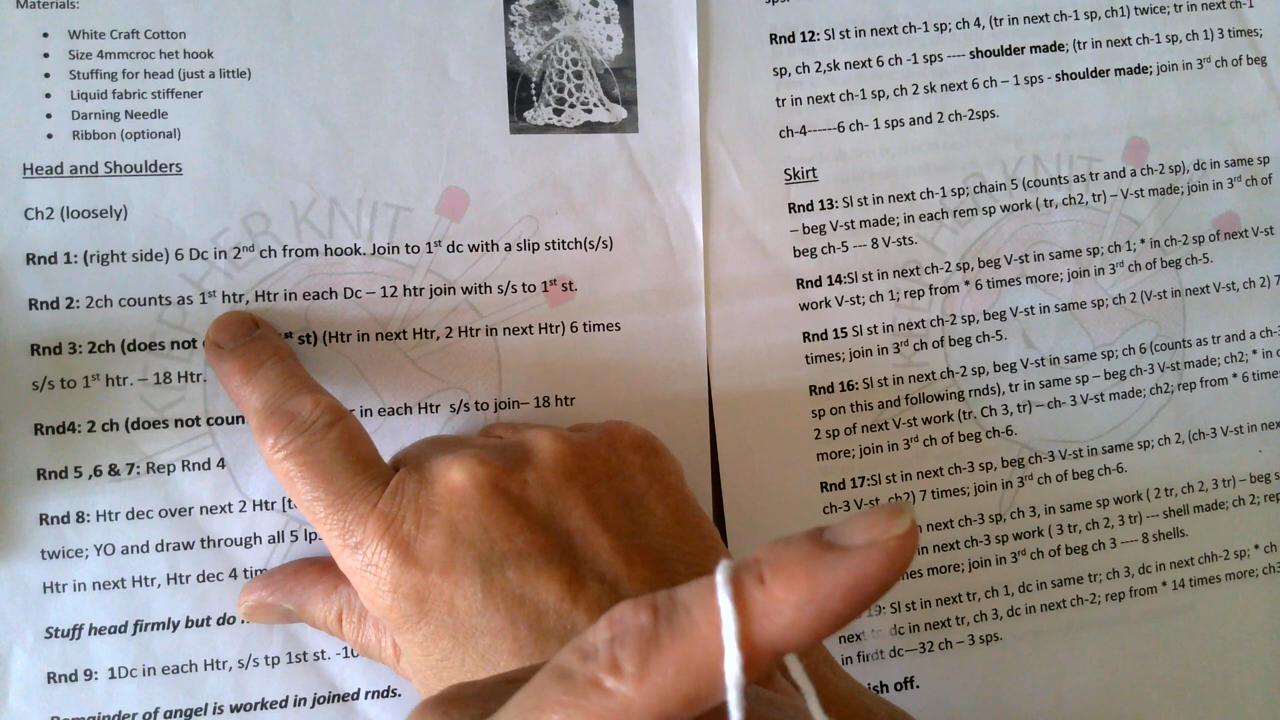 Materials:
• White Craft Cotton
• Size 4mmcroc het hook
• Stuffing for head (just a little)
• Liquid fabric stiffener
• Darning Needle
• Ribbon (optional)
Head and Shoulders
Ch2 (loosely)
Rnd 1: (right side) 6 Dc in 2nd ch from hook. Join to 1st dc with a slip stitch(s/s)
Rnd 2: 2ch counts as 1st htr, Htr in each Dc – 12 htr join with s/s to 1st st.
Rnd 3: 2ch (does not st st) (Htr in next Htr, 2 Htr in next Htr) 6 times
s/s to 1st htr. – 18 Htr.
Rnd4: 2 ch (does not coun in each Htr s/s to join– 18 htr
Rnd 5 ,6 & 7: Rep Rnd 4
Rnd 8: Htr dec over next 2 Htr
twice; YO and draw through all 5
Htr in next Htr, Htr dec 4
Stuff head firmly but do
Rnd 9: 1Dc in each Htr, s/s tp 1st st.
Remainder of angel is worked in joined rnds.
sps.
Rnd 12: Sl st in next ch-1 sp; ch 4, (tr in next ch-1 sp, ch1) twice; tr in next ch-1
sp, ch 2,sk next 6 ch -1 sps ---- shoulder made; (tr in next ch-1 sp, ch 1) 3 times;
tr in next ch-1 sp, ch 2 sk next 6 ch – 1 sps - shoulder made; join in 3rd ch of beg
ch-4------6 ch- 1 sps and 2 ch-2sps.
Skirt
Rnd 13: Sl st in next ch-1 sp; chain 5 (counts as tr and a ch-2 sp), dc in same sp
– beg V-st made; in each rem sp work ( tr, ch2, tr) – V-st made; join in 3rd ch of
beg ch-5 --- 8 V-sts.
Rnd 14:Sl st in next ch-2 sp, beg V-st in same sp; ch 1; * in ch-2 sp of next V-st
work V-st; ch 1; rep from * 6 times more; join in 3rd ch of beg ch-5.
Rnd 15 Sl st in next ch-2 sp, beg V-st in same sp; ch 2 (V-st in next V-st, ch 2) 7
times; join in 3rd of beg ch-5.
Rnd 16: Sl st in next ch-2 sp, beg V-st in same sp; ch 6 (counts as tr and a ch-3
sp on this and following rnds), tr in same sp – beg ch-3 V-st made; ch2; * in c
2 sp of next V-st work (tr. Ch 3, tr) – ch- 3 V-st made; ch2; rep from * 6 time
more; join in 3rd ch of beg ch-6.
Rnd 17:Sl st in next ch-3 sp, beg ch-3 V-st in same sp; ch 2, (ch-3 V-st in nex
ch-3 V-st, ch2) 7 times; join in 3rd ch of beg ch-6.
next ch-3 sp, ch 3, in same sp work ( 2 tr, ch 2, 3 tr) – beg s
in next ch-3 sp work ( 3 tr, ch 2, 3 tr) --- shell made; ch 2; rep
mes more; join in 3rd ch of beg ch 3 ---- 8 shells.
19: Sl st in next tr, ch 1, dc in same tr; ch 3, dc in next chh-2 sp; * ch
next tr dc in next tr, ch 3, dc in next ch-2; rep from * 14 times more; ch3
in firdt dc—32 ch – 3 sps.
ish off.
KEEP HER KNIT
KEEP HER KNIT